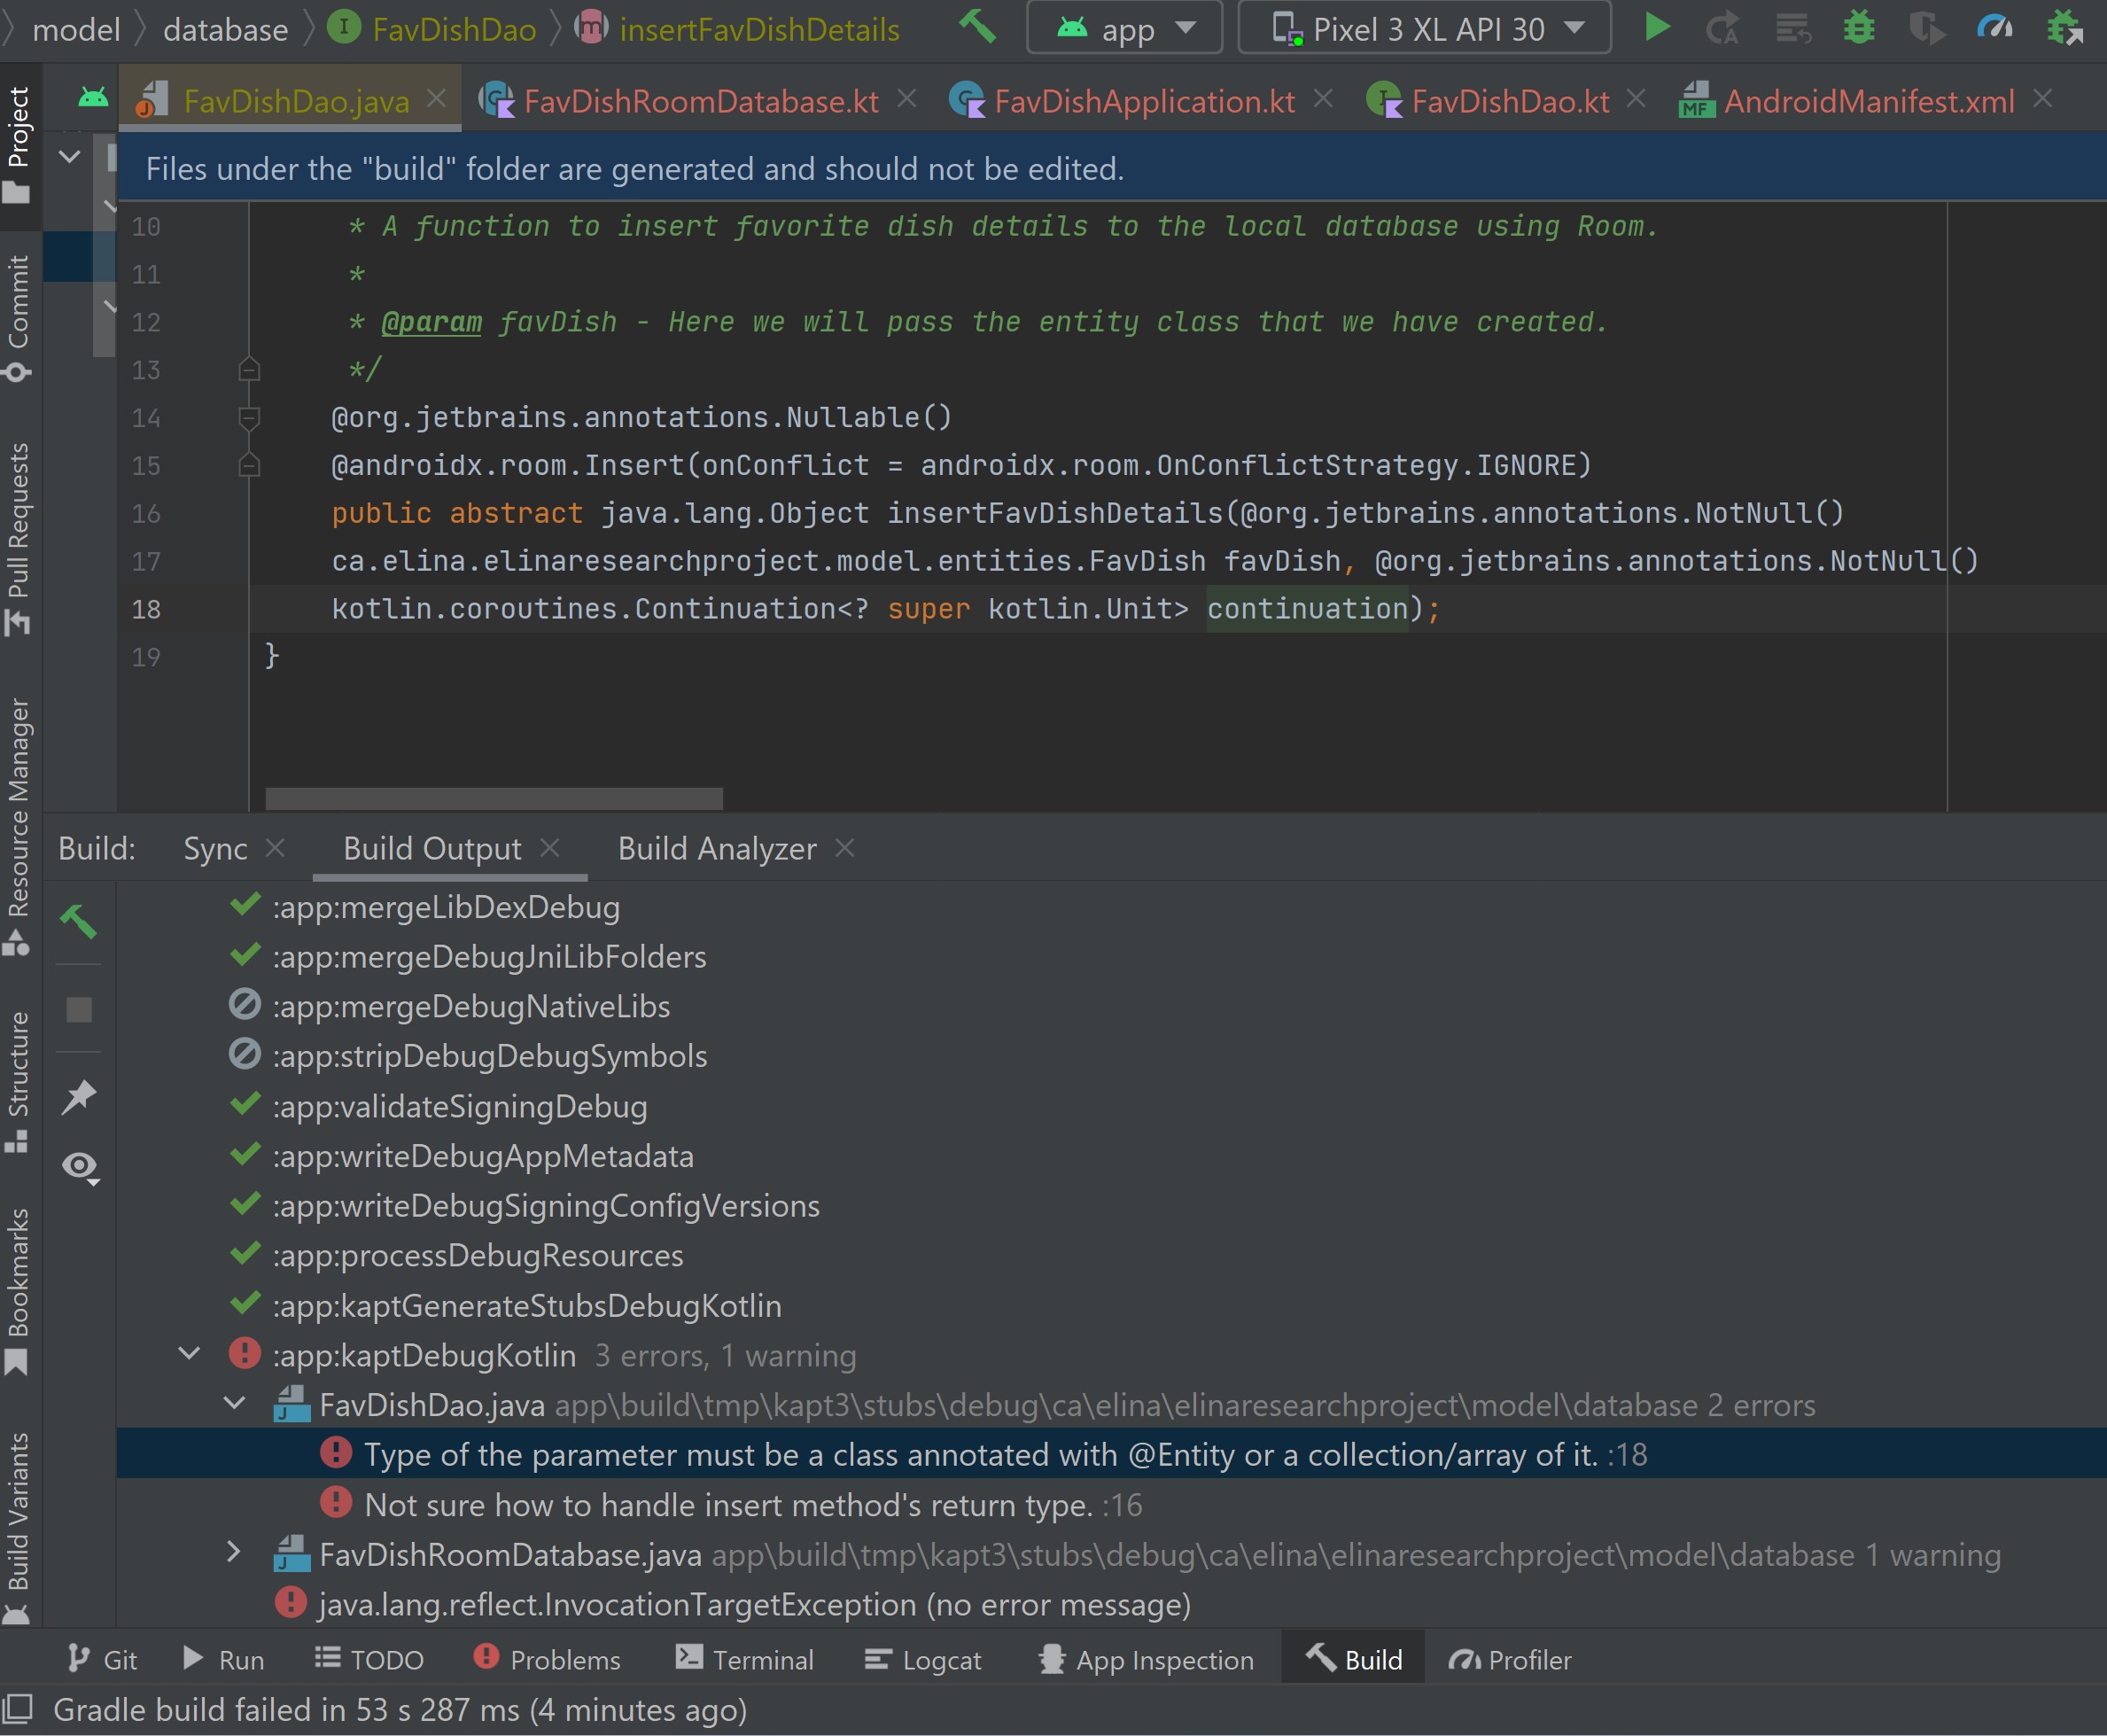 model database FavDishDao insertFavDishDetails app Pixel 3 XL API 30
FavDishDao.java FavDishRoomDatabase.kt FavDishApplication.kt FavDishDao.kt AndroidManifest.xml
Project
Commit
Pull Requests
Resource Manager
Structure
Bookmarks
Build Variants
Files under the "build" folder are generated and should not be edited.
10 * A function to insert favorite dish details to the local database using Room.
11 *
12 * @param favDish - Here we will pass the entity class that we have created.
13 */
14 @org.jetbrains.annotations.Nullable()
15 @androidx.room.Insert(onConflict = androidx.room.OnConflictStrategy.IGNORE)
16 public abstract java.lang.Object insertFavDishDetails(@org.jetbrains.annotations.NotNull()
17 ca.elina.elinaresearchproject.model.entities.FavDish favDish, @org.jetbrains.annotations.NotNull()
18 kotlin.coroutines.Continuation<? super kotlin.Unit> continuation);
19 }
Build: Sync Build Output Build Analyzer
:app:mergeLibDexDebug
:app:mergeDebugJniLibFolders
:app:mergeDebugNativeLibs
:app:stripDebugDebugSymbols
:app:validateSigningDebug
:app:writeDebugAppMetadata
:app:writeDebugSigningConfigVersions
:app:processDebugResources
:app:kaptGenerateStubsDebugKotlin
:app:kaptDebugKotlin 3 errors, 1 warning
FavDishDao.java app\build\tmp\kapt3\stubs\debug\ca\elina\elinaresearchproject\model\database 2 errors
Type of the parameter must be a class annotated with @Entity or a collection/array of it. :18
Not sure how to handle insert method's return type. :16
FavDishRoomDatabase.java app\build\tmp\kapt3\stubs\debug\ca\elina\elinaresearchproject\model\database 1 warning
java.lang.reflect.InvocationTargetException (no error message)
Git Run TODO Problems Terminal Logcat App Inspection Build Profiler
Gradle build failed in 53 s 287 ms (4 minutes ago)